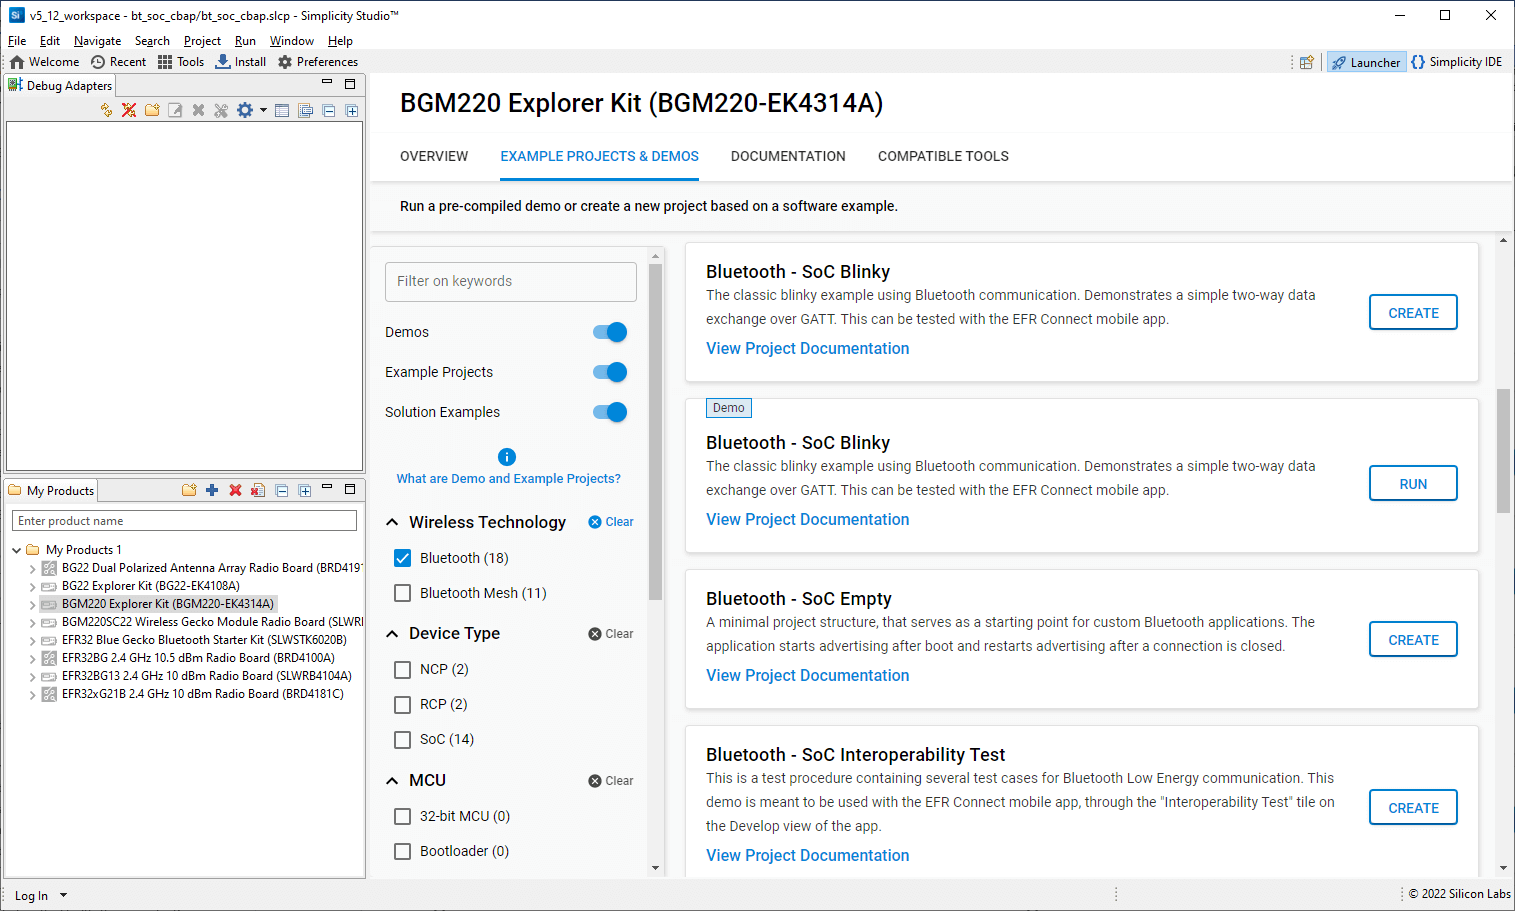 v5_12_workspace - bt_soc_cbap/bt_soc_cbap.slcp - Simplicity Studio™
File Edit Navigate Search Project Run Window Help
Welcome Recent Tools Install Preferences
Launcher Simplicity IDE
Debug Adapters
My Products
Enter product name
My Products 1
BG22 Dual Polarized Antenna Array Radio Board (BRD4191
BG22 Explorer Kit (BG22-EK4108A)
BGM220 Explorer Kit (BGM220-EK4314A)
BGM220SC22 Wireless Gecko Module Radio Board (SLWRI
EFR32 Blue Gecko Bluetooth Starter Kit (SLWSTK6020B)
EFR32BG 2.4 GHz 10.5 dBm Radio Board (BRD4100A)
EFR32BG13 2.4 GHz 10 dBm Radio Board (SLWRB4104A)
EFR32xG21B 2.4 GHz 10 dBm Radio Board (BRD4181C)
BGM220 Explorer Kit (BGM220-EK4314A)
OVERVIEW EXAMPLE PROJECTS & DEMOS DOCUMENTATION COMPATIBLE TOOLS
Run a pre-compiled demo or create a new project based on a software example.
Filter on keywords
Demos
Example Projects
Solution Examples
What are Demo and Example Projects?
Wireless Technology Clear
Bluetooth (18)
Bluetooth Mesh (11)
Device Type Clear
NCP (2)
RCP (2)
SoC (14)
MCU Clear
32-bit MCU (0)
Bootloader (0)
Bluetooth - SoC Blinky
The classic blinky example using Bluetooth communication. Demonstrates a simple two-way data
exchange over GATT. This can be tested with the EFR Connect mobile app.
View Project Documentation
CREATE
Demo
Bluetooth - SoC Blinky
The classic blinky example using Bluetooth communication. Demonstrates a simple two-way data
exchange over GATT. This can be tested with the EFR Connect mobile app.
View Project Documentation
RUN
Bluetooth - SoC Empty
A minimal project structure, that serves as a starting point for custom Bluetooth applications. The
application starts advertising after boot and restarts advertising after a connection is closed.
View Project Documentation
CREATE
Bluetooth - SoC Interoperability Test
This is a test procedure containing several test cases for Bluetooth Low Energy communication. This
demo is meant to be used with the EFR Connect mobile app, through the "Interoperability Test" tile on
the Develop view of the app.
View Project Documentation
CREATE
Log In
© 2022 Silicon Labs